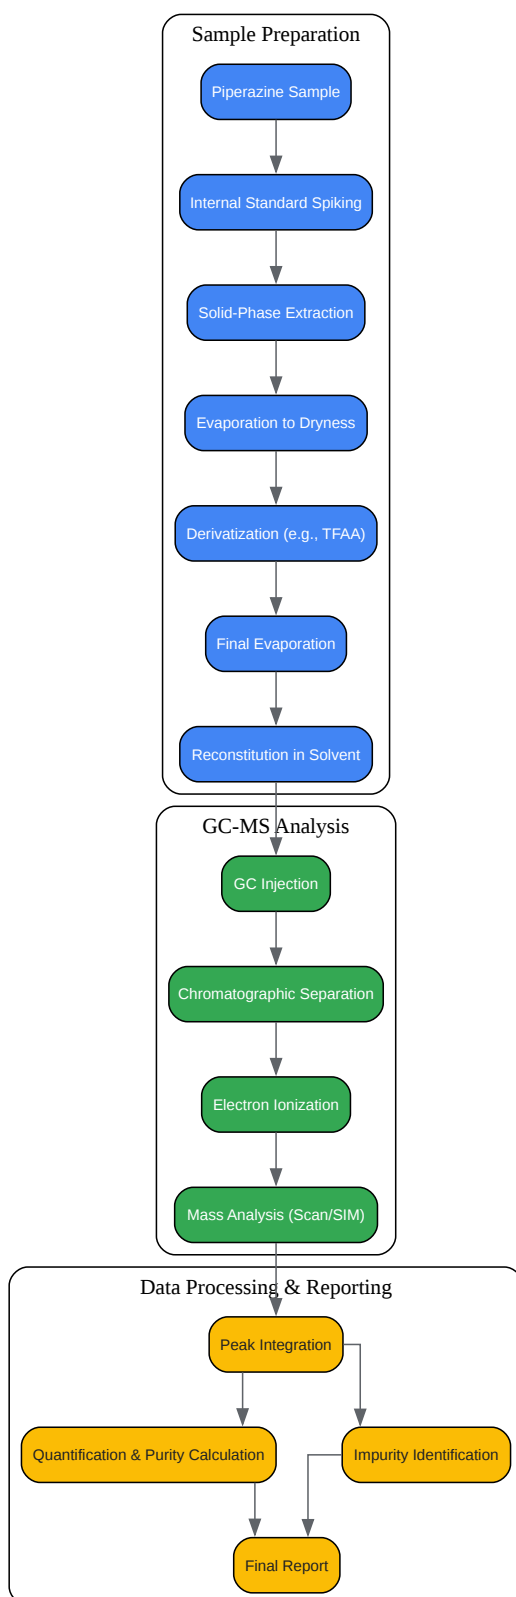 Sample Preparation
Piperazine Sample
Internal Standard Spiking
Solid-Phase Extraction
Evaporation to Dryness
Derivatization (e.g., TFAA)
Final Evaporation
Reconstitution in Solvent
GC-MS Analysis
GC Injection
Chromatographic Separation
Electron Ionization
Mass Analysis (Scan/SIM)
Data Processing & Reporting
Peak Integration
Quantification & Purity Calculation
Impurity Identification
Final Report